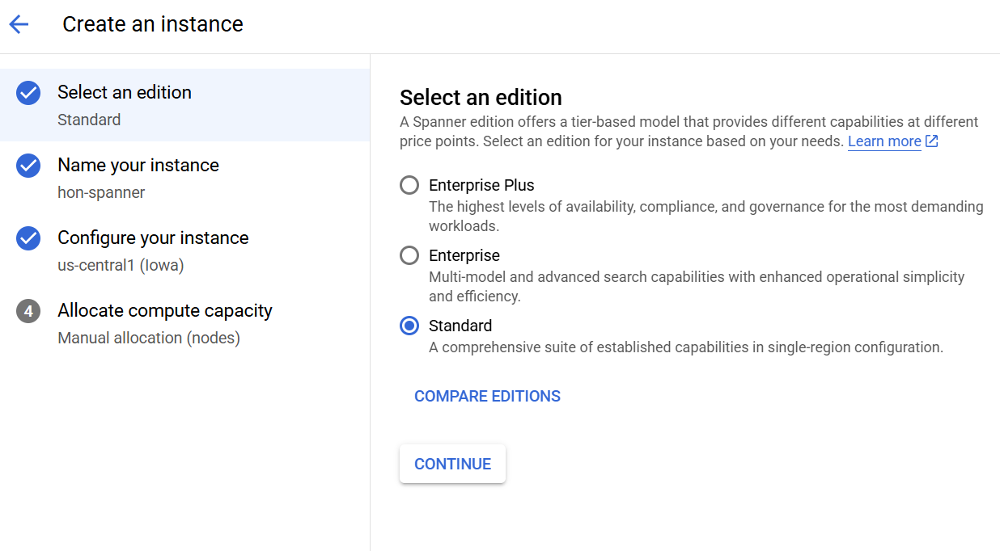 Create an instance
Select an edition
Standard
Name your instance
hon-spanner
Configure your instance
us-central1 (Iowa)
4 Allocate compute capacity
Manual allocation (nodes)
Select an edition
A Spanner edition offers a tier-based model that provides different capabilities at different
price points. Select an edition for your instance based on your needs. Learn more
Enterprise Plus
The highest levels of availability, compliance, and governance for the most demanding
workloads.
Enterprise
Multi-model and advanced search capabilities with enhanced operational simplicity
and efficiency.
Standard
A comprehensive suite of established capabilities in single-region configuration.
COMPARE EDITIONS
CONTINUE